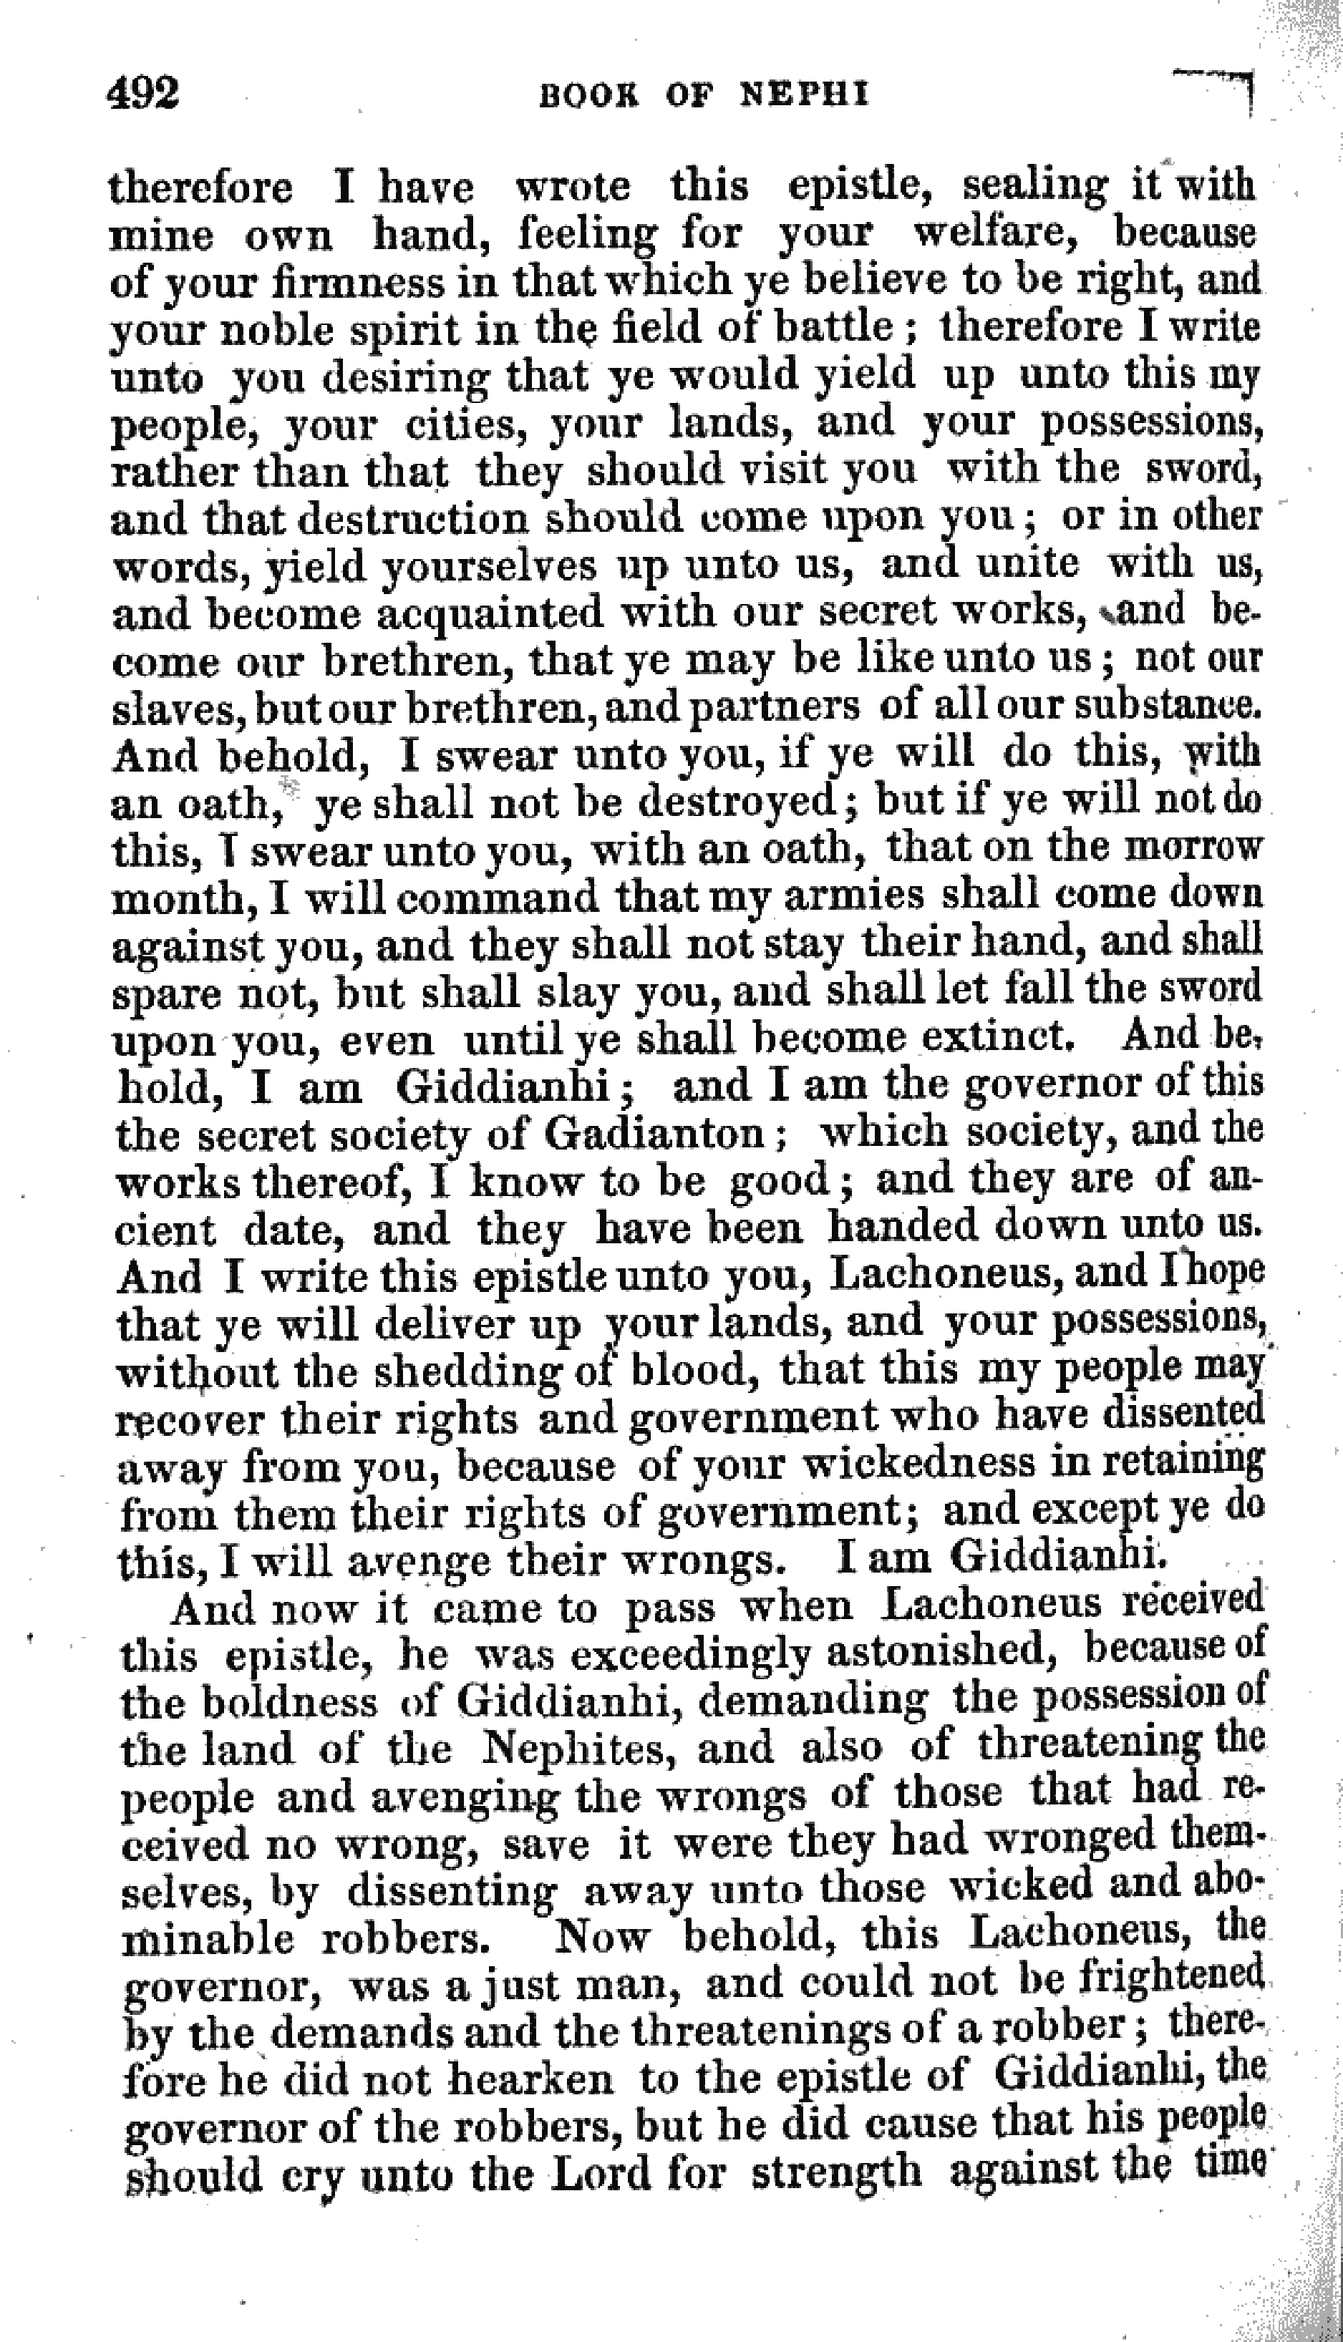 492 BOOK OF NEPHI
therefore I have wrote this epistle, sealing it with
mine own hand, feeling for your welfare, because
of your firmness in that which ye believe to be right, and
your noble spirit in the field of battle; therefore I write
unto you desiring that ye would yield up unto this my
people, your cities, your lands, and your possessions,
rather than that they should visit you with the sword,
and that destruction should come upon you; or in other
words, yield yourselves up unto us, and unite with us,
and become acquainted with our secret works, and be-
come our brethren, that ye may be like unto us; not our
slaves, but our brethren, and partners of all our substance.
And behold, I swear unto you, if ye will do this, with
an oath, ye shall not be destroyed; but if ye will not do
this, I swear unto you, with an oath, that on the morrow
month, I will command that my armies shall come down
against you, and they shall not stay their hand, and shall
spare not, but shall slay you, and shall let fall the sword
upon you, even until ye shall become extinct. And be-
hold, I am Giddianhi; and I am the governor of this
the secret society of Gadianton; which society, and the
works thereof, I know to be good; and they are of an-
cient date, and they have been handed down unto us.
And I write this epistle unto you, Lachoneus, and I hope
that ye will deliver up your lands, and your possessions,
without the shedding of blood, that this my people may
recover their rights and government who have dissented
away from you, because of your wickedness in retaining
from them their rights of government; and except ye do
this, I will avenge their wrongs. I am Giddianhi.
And now it came to pass when Lachoneus received
this epistle, he was exceedingly astonished, because of
the boldness of Giddianhi, demanding the possession of
the land of the Nephites, and also of threatening the
people and avenging the wrongs of those that had re-
ceived no wrong, save it were they had wronged them-
selves, by dissenting away unto those wicked and abo-
minable robbers. Now behold, this Lachoneus, the
governor, was a just man, and could not be frightened
by the demands and the threatenings of a robber; there-
fore he did not hearken to the epistle of Giddianhi, the
governor of the robbers, but he did cause that his people
should cry unto the Lord for strength against the time